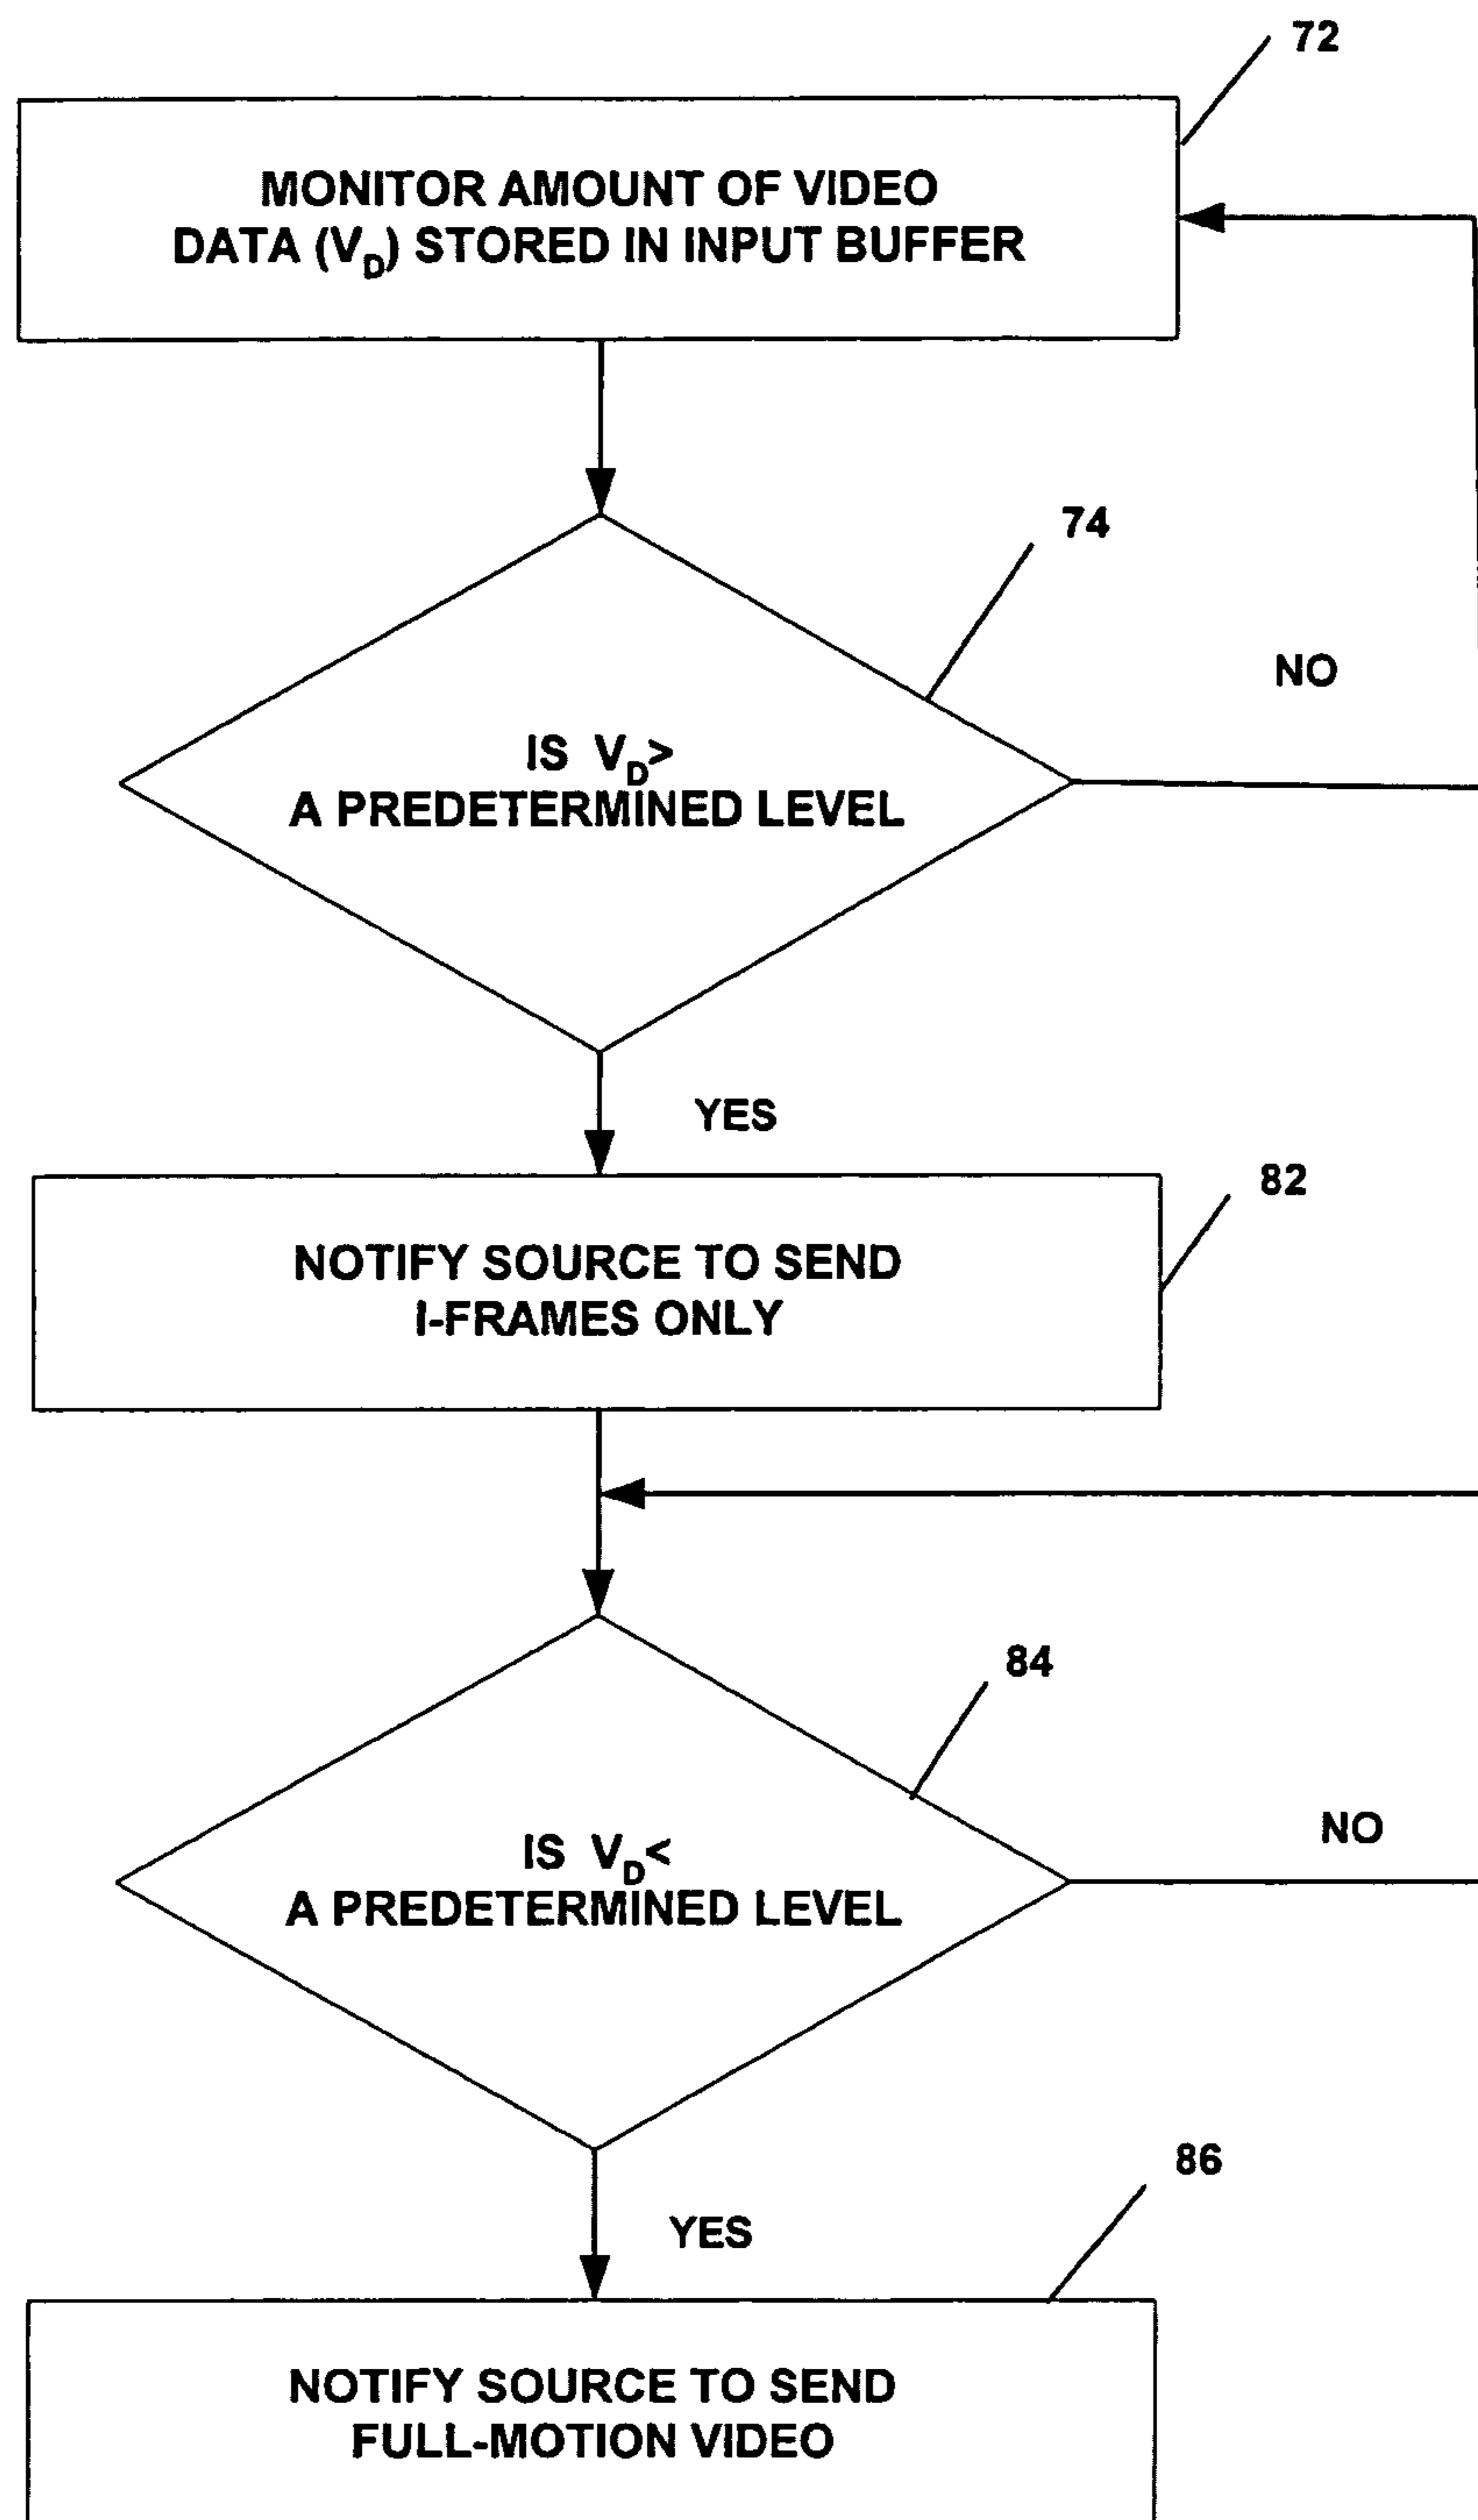 72
MONITOR AMOUNT OF VIDEO
DATA (VD) STORED IN INPUT BUFFER
74
NO
IS VD>
A PREDETERMINED LEVEL
YES
82
NOTIFY SOURCE TO SEND
I-FRAMES ONLY
84
NO
IS VD<
A PREDETERMINED LEVEL
86
YES
NOTIFY SOURCE TO SEND
FULL-MOTION VIDEO